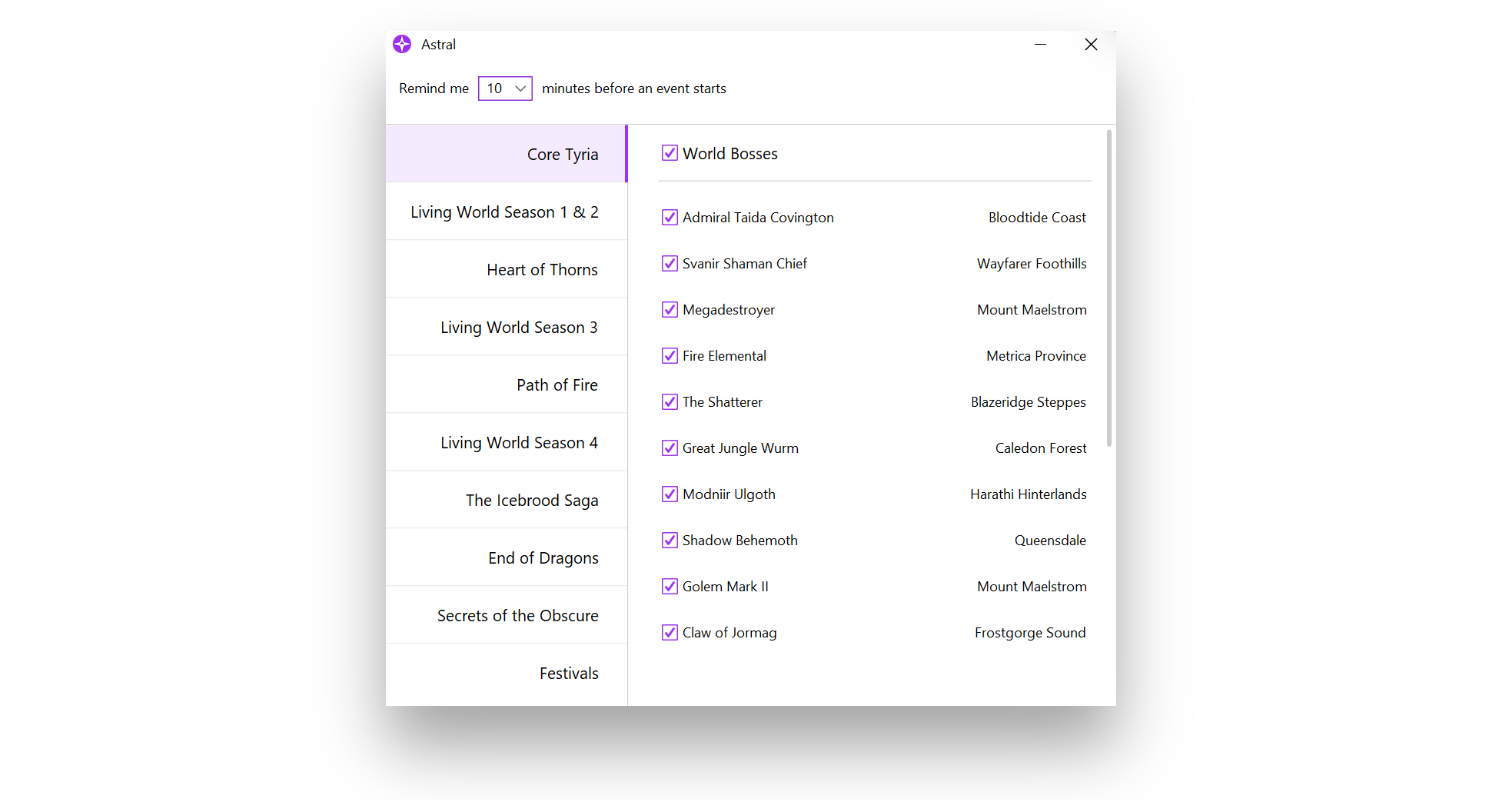 Astral
Remind me 10 minutes before an event starts
Core Tyria
Living World Season 1 & 2
Heart of Thorns
Living World Season 3
Path of Fire
Living World Season 4
The Icebrood Saga
End of Dragons
Secrets of the Obscure
Festivals
World Bosses
Admiral Taida Covington Bloodtide Coast
Svanir Shaman Chief Wayfarer Foothills
Megadestroyer Mount Maelstrom
Fire Elemental Metrica Province
The Shatterer Blazeridge Steppes
Great Jungle Wurm Caledon Forest
Modniir Ulgoth Harathi Hinterlands
Shadow Behemoth Queensdale
Golem Mark II Mount Maelstrom
Claw of Jormag Frostgorge Sound